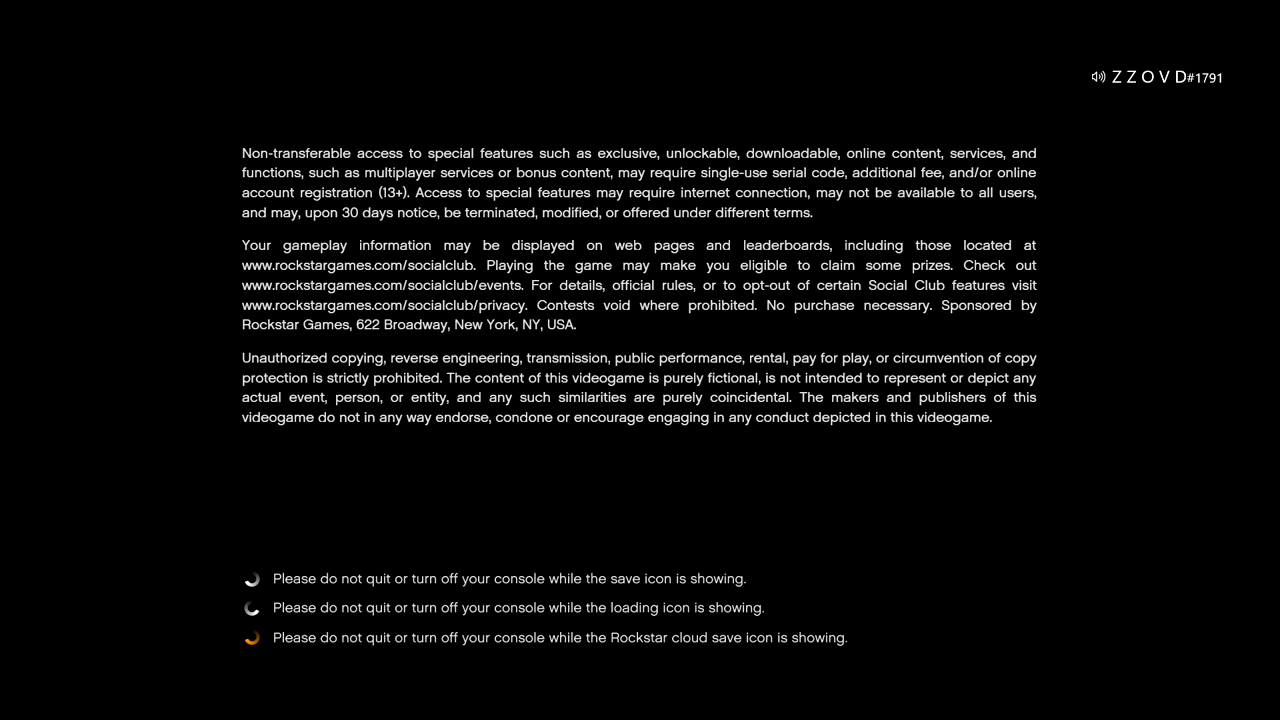 Z Z O V D#1791
Non-transferable access to special features such as exclusive, unlockable, downloadable, online content, services, and
functions, such as multiplayer services or bonus content, may require single-use serial code, additional fee, and/or online
account registration (13+). Access to special features may require internet connection, may not be available to all users,
and may, upon 30 days notice, be terminated, modified, or offered under different terms.
Your gameplay information may be displayed on web pages and leaderboards, including those located at
www.rockstargames.com/socialclub. Playing the game may make you eligible to claim some prizes. Check out
www.rockstargames.com/socialclub/events. For details, official rules, or to opt-out of certain Social Club features visit
www.rockstargames.com/socialclub/privacy. Contests void where prohibited. No purchase necessary. Sponsored by
Rockstar Games, 622 Broadway, New York, NY, USA.
Unauthorized copying, reverse engineering, transmission, public performance, rental, pay for play, or circumvention of copy
protection is strictly prohibited. The content of this videogame is purely fictional, is not intended to represent or depict any
actual event, person, or entity, and any such similarities are purely coincidental. The makers and publishers of this
videogame do not in any way endorse, condone or encourage engaging in any conduct depicted in this videogame.
Please do not quit or turn off your console while the save icon is showing.
Please do not quit or turn off your console while the loading icon is showing.
Please do not quit or turn off your console while the Rockstar cloud save icon is showing.